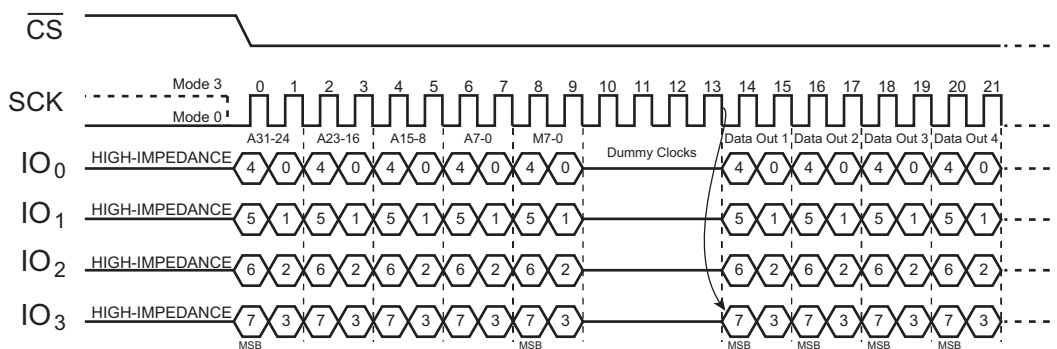 CS
Mode 3
0 1 2 3 4 5 6 7 8 9 10 11 12 13 14 15 16 17 18 19 20 21
SCK
Mode 0
A31-24 A23-16 A15-8 A7-0 M7-0 Data Out 1 Data Out 2 Data Out 3 Data Out 4
IO0 HIGH-IMPEDANCE 4 0 4 0 4 0 4 0 4 0 Dummy Clocks 4 0 4 0 4 0 4 0
IO1 HIGH-IMPEDANCE 5 1 5 1 5 1 5 1 5 1 5 1 5 1 5 1 5 1
IO2 HIGH-IMPEDANCE 6 2 6 2 6 2 6 2 6 2 6 2 6 2 6 2 6 2
IO3 HIGH-IMPEDANCE 7 3 7 3 7 3 7 3 7 3 7 3 7 3 7 3 7 3
MSB MSB MSB MSB MSB MSB